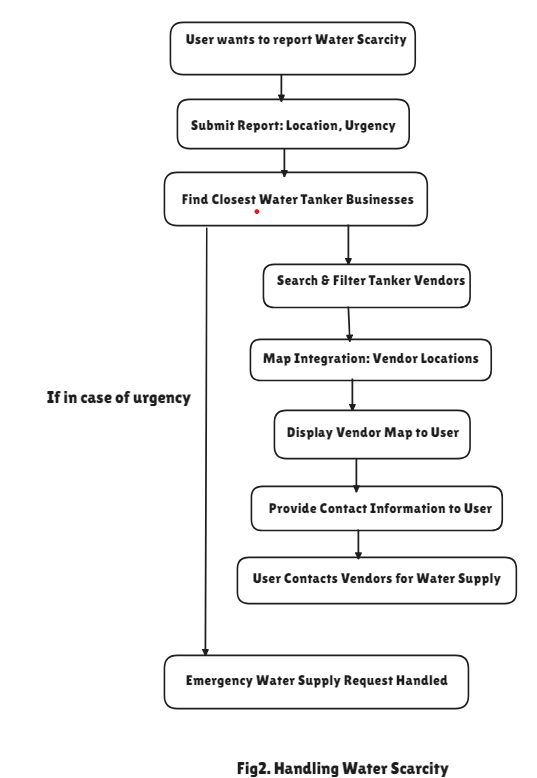 User wants to report Water Scarcity
Submit Report: Location, Urgency
Find Closest Water Tanker Businesses
Search & Filter Tanker Vendors
Map Integration: Vendor Locations
If in case of urgency
Display Vendor Map to User
Provide Contact Information to User
User Contacts Vendors for Water Supply
Emergency Water Supply Request Handled
Fig2. Handling Water Scarcity